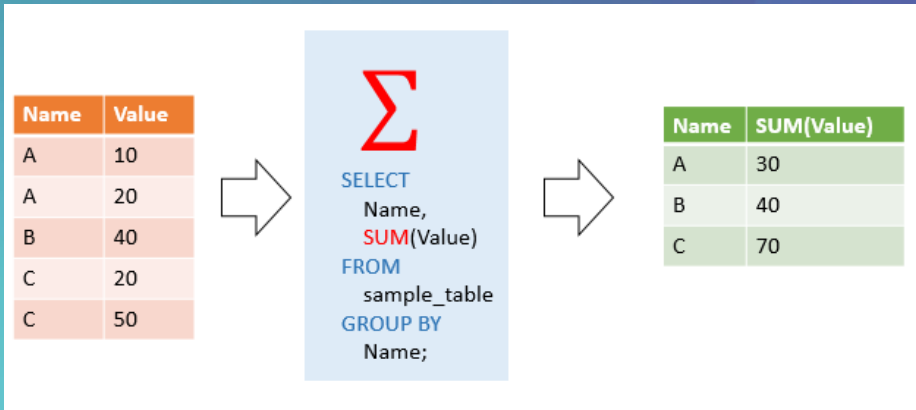 Name Value
A 10
A 20
B 40
C 20
C 50
Σ
SELECT
Name,
SUM(Value)
FROM
sample_table
GROUP BY
Name;
Name SUM(Value)
A 30
B 40
C 70